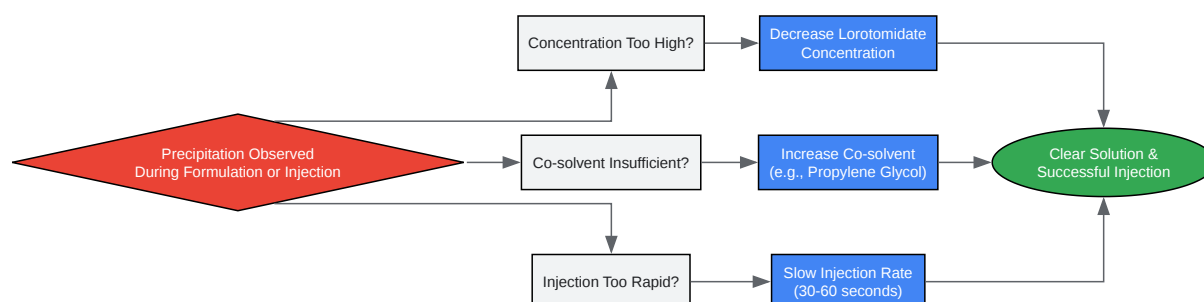 Concentration Too High?
Decrease Lorotomidate
Concentration
Precipitation Observed
During Formulation or Injection
Co-solvent Insufficient?
Increase Co-solvent
(e.g., Propylene Glycol)
Clear Solution &
Successful Injection
Injection Too Rapid?
Slow Injection Rate
(30-60 seconds)